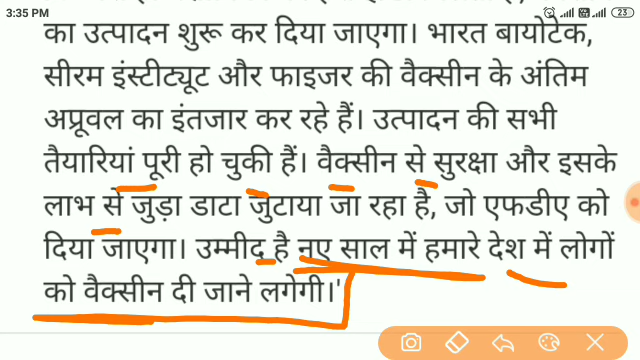 3:35 PM
23
का उत्पादन शुरू कर दिया जाएगा। भारत बायोटेक,
सीरम इंस्टीट्यूट और फाइजर की वैक्सीन के अंतिम
अप्रूवल का इंतजार कर रहे हैं। उत्पादन की सभी
तैयारियां पूरी हो चुकी हैं। वैक्सीन से सुरक्षा और इसके
लाभ से जुड़ा डाटा जुटाया जा रहा है, जो एफडीए को
दिया जाएगा। उम्मीद है नए साल में हमारे देश में लोगों
को वैक्सीन दी जाने लगेगी।'